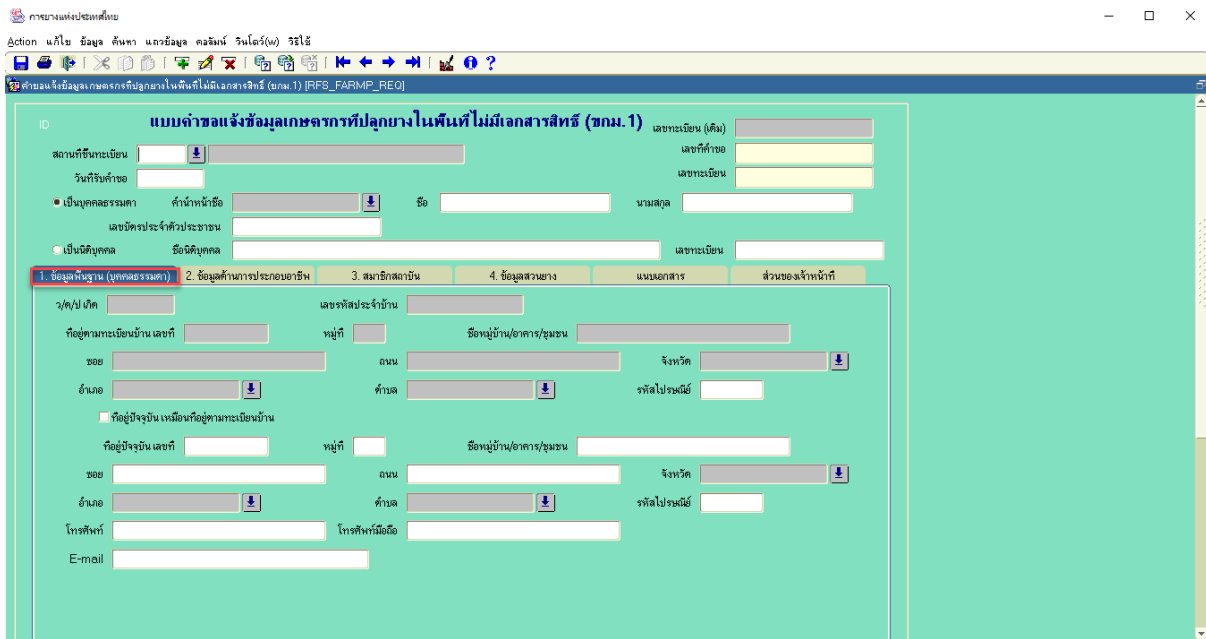 การยางแห่งประเทศไทย
Action แก้ไข ข้อมูล ค้นหา แถวข้อมูล คอลัมน์ วินโดว์(w) วิธีใช้
คำขอแจ้งข้อมูลเกษตรกรที่ปลูกยางในพื้นที่ไม่มีเอกสารสิทธิ์ (ขกม.1) [RFS_FARMP_REQ]
ID แบบคำขอแจ้งข้อมูลเกษตรกรที่ปลูกยางในพื้นที่ไม่มีเอกสารสิทธิ์ (ขกม.1) เลขทะเบียน (เดิม)
สถานที่ขึ้นทะเบียน เลขที่คำขอ
วันที่รับคำขอ เลขทะเบียน
เป็นบุคคลธรรมดา คำนำหน้าชื่อ ชื่อ นามสกุล
เลขบัตรประจำตัวประชาชน
เป็นนิติบุคคล ชื่อนิติบุคคล เลขทะเบียน
1. ข้อมูลพื้นฐาน (บุคคลธรรมดา) 2. ข้อมูลด้านการประกอบอาชีพ 3. สมาชิกสถาบัน 4. ข้อมูลสวนยาง แนบเอกสาร ส่วนของเจ้าหน้าที่
ว/ด/ป เกิด เลขรหัสประจำบ้าน
ที่อยู่ตามทะเบียนบ้าน เลขที่ หมู่ที่ ชื่อหมู่บ้าน/อาคาร/ชุมชน
ซอย ถนน จังหวัด
อำเภอ ตำบล รหัสไปรษณีย์
ที่อยู่ปัจจุบัน เหมือนที่อยู่ตามทะเบียนบ้าน
ที่อยู่ปัจจุบัน เลขที่ หมู่ที่ ชื่อหมู่บ้าน/อาคาร/ชุมชน
ซอย ถนน จังหวัด
อำเภอ ตำบล รหัสไปรษณีย์
โทรศัพท์ โทรศัพท์มือถือ
E-mail